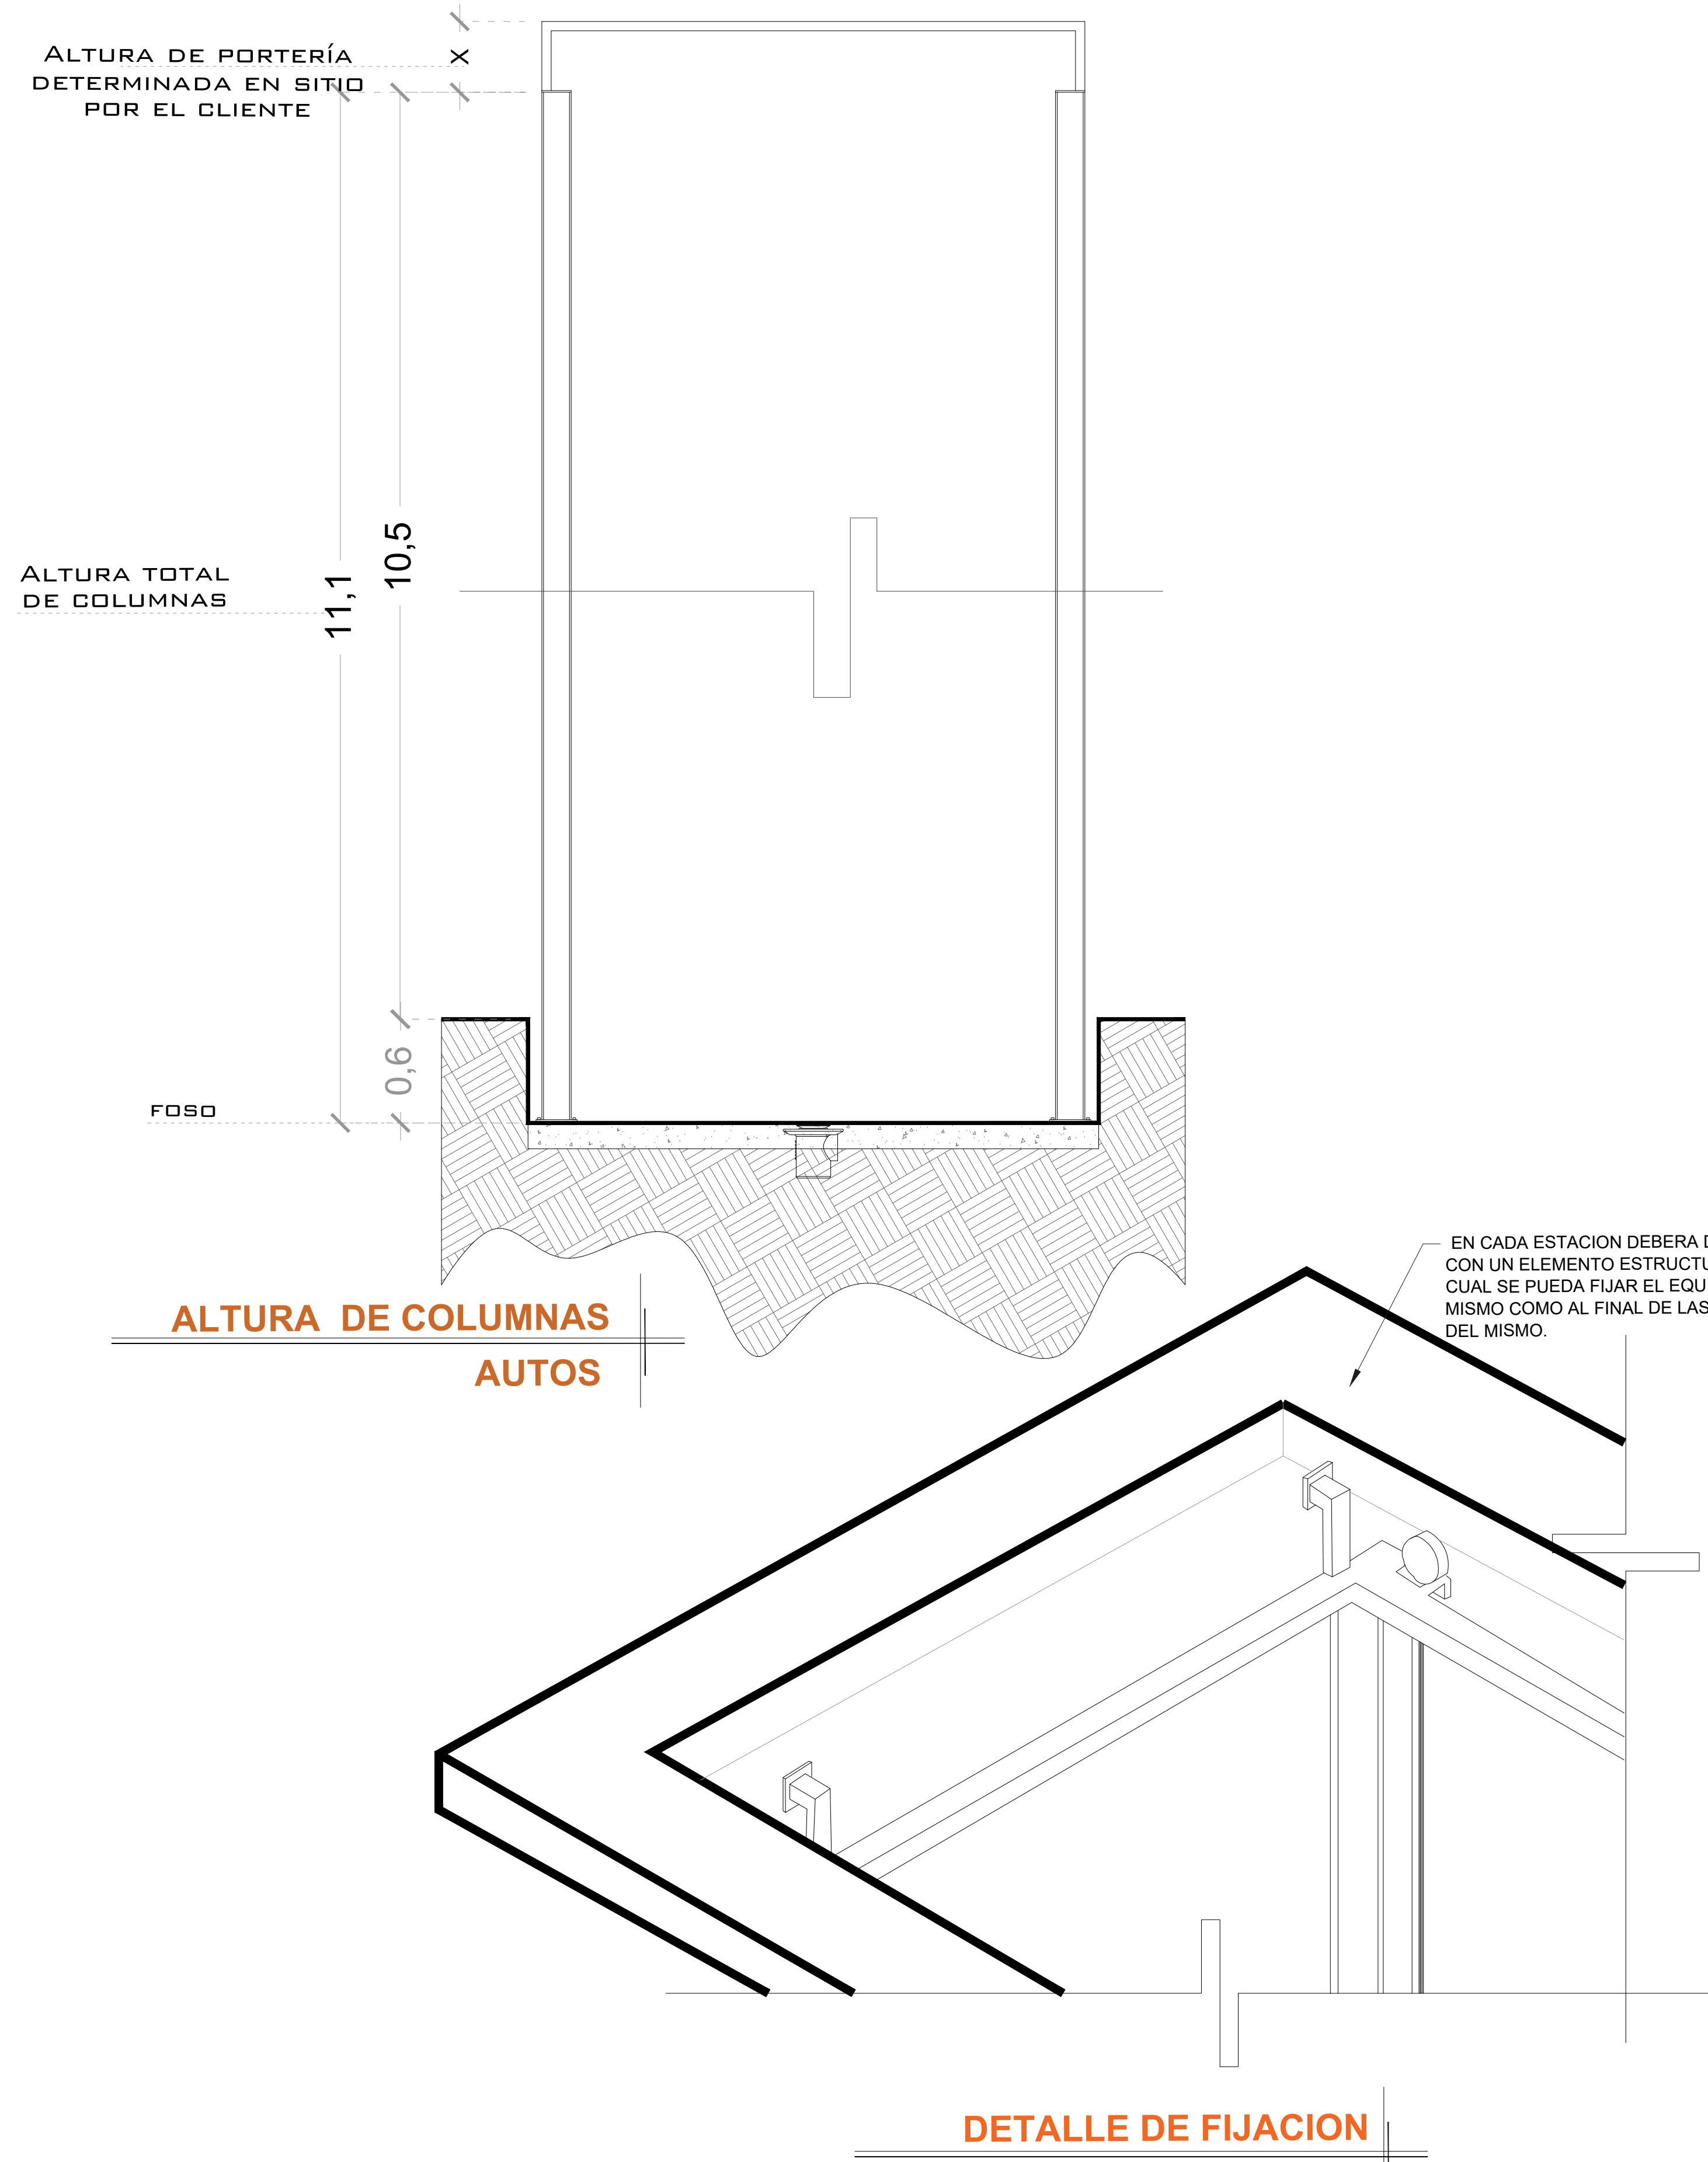 ALTURA DE PORTERÍA
DETERMINADA EN SITIO
POR EL CLIENTE
X
ALTURA TOTAL
DE COLUMNAS
11,1
10,5
0,6
FOSO
ALTURA DE COLUMNAS
AUTOS
EN CADA ESTACION DEBERA
CON UN ELEMENTO
CUAL SE PUEDA FIJAR EL
MISMO COMO AL FINAL DE LAS
DEL MISMO.
DETALLE DE FIJACION